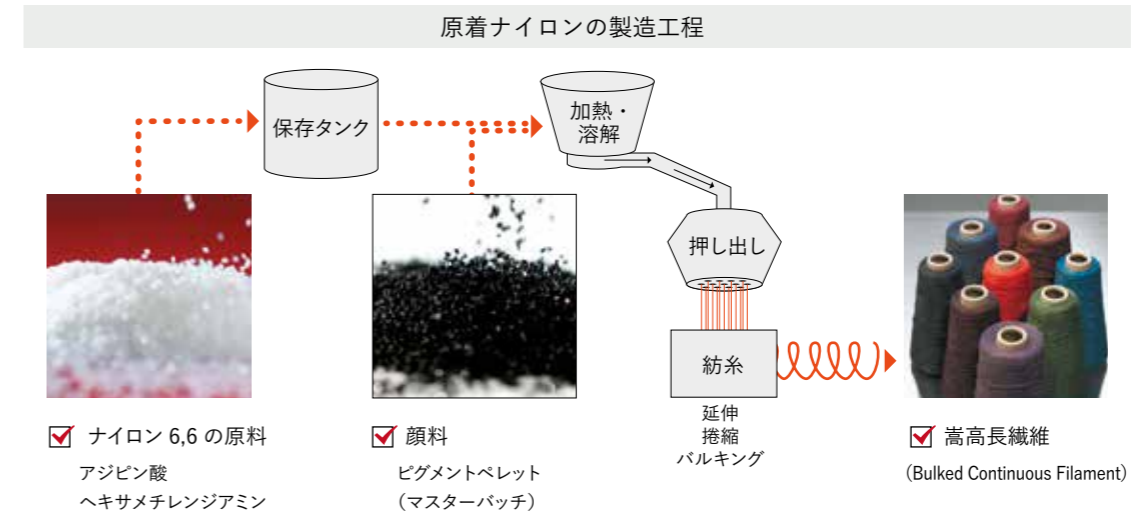 原着ナイロンの製造工程
保存タンク
加熱・
溶解
押し出し
紡糸
延伸
捲縮
バルキング
ナイロン 6,6 の原料
アジピン酸
ヘキサメチレンジアミン
顔料
ピグメントペレット
（マスターバッチ）
嵩高長繊維
（Bulked Continuous Filament）